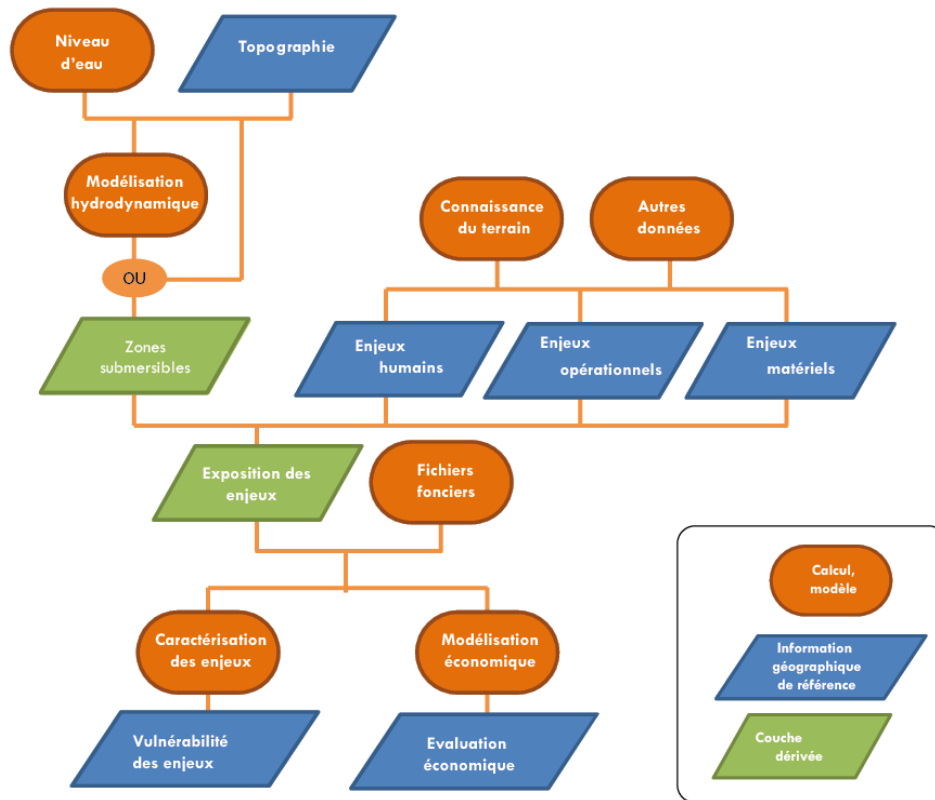 Niveau
d'eau
Topographie
Modélisation
hydrodynamique
Connaissance
du terrain
Autres
données
OU
Zones
submersibles
Enjeux
humains
Enjeux
opérationnels
Enjeux
matériels
Exposition des
enjeux
Fichiers
fonciers
Caractérisation
des enjeux
Modélisation
économique
Vulnérabilité
des enjeux
Evaluation
économique
Calcul,
modèle
Information
géographique
de référence
Couche
dérivée